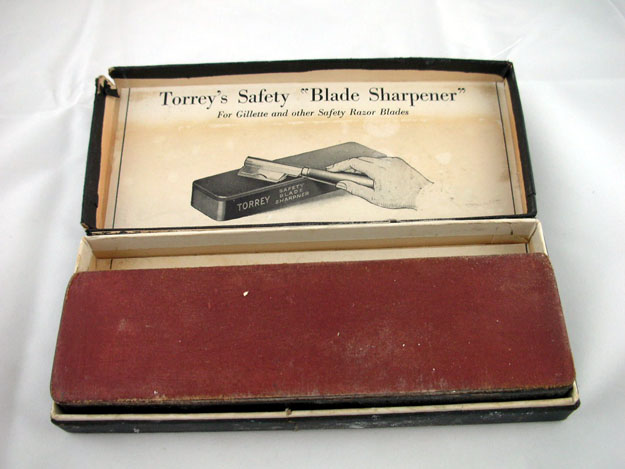 Torrey's Safety "Blade Sharpener"
For Gillette and other Safety Razor Blades
TORREY
SAFETY
BLADE
SHARPENER